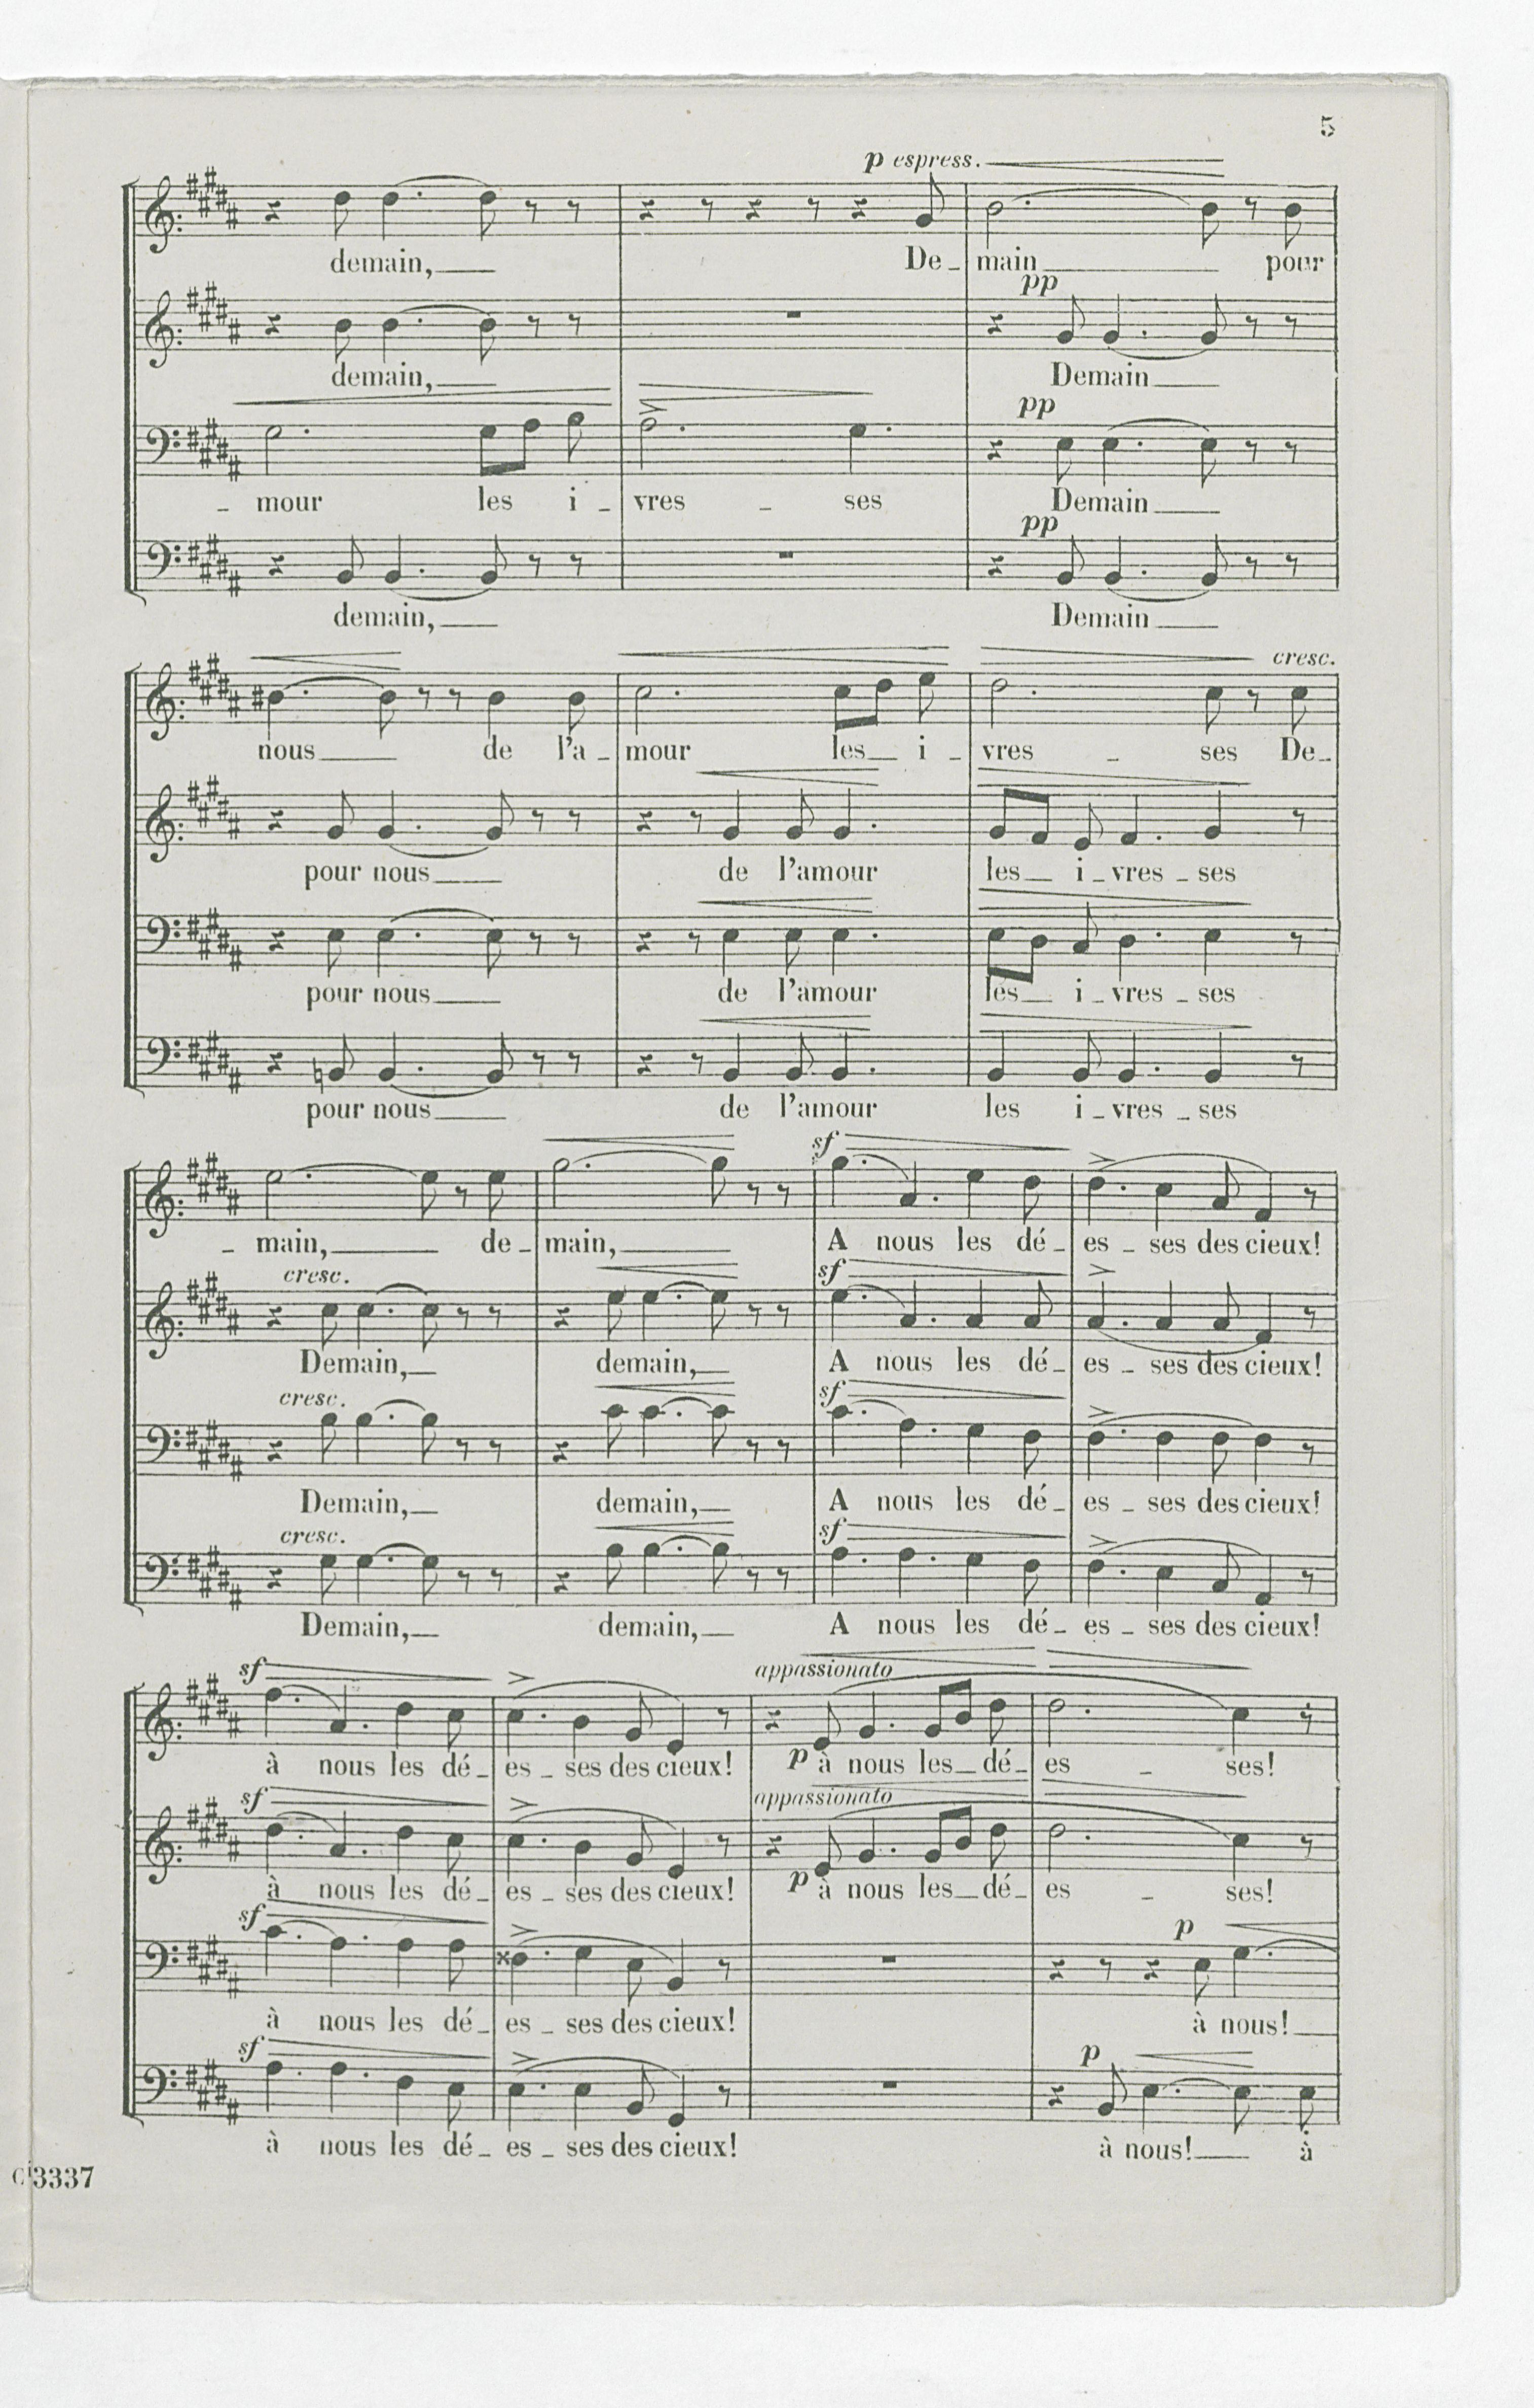 5
p espress.
demain, De_ main pour
pp
demain, Demain
pp
_ mour les i _ vres _ ses Demain
pp
demain, Demain
cresc.
nous de l'a _ mour les i _ vres _ ses De_
pour nous de l'amour les i _ vres _ ses
pour nous de l'amour les i _ vres _ ses
pour nous de l'amour les i _ vres _ ses
sf
_ main, de _ main, A nous les dé _ es _ ses des cieux!
cresc. sf
Demain, demain, A nous les dé _ es _ ses des cieux!
cresc. sf
Demain, demain, A nous les dé _ es _ ses des cieux!
cresc. sf
Demain, demain, A nous les dé _ es _ ses des cieux!
sf appassionato
p
à nous les dé _ es _ ses des cieux! à nous les dé _ es _ ses!
sf appassionato
p
à nous les dé _ es _ ses des cieux! à nous les dé _ es _ ses!
sf p
à nous les dé _ es _ ses des cieux! à nous!
sf p
à nous les dé _ es _ ses des cieux! à nous! à
3337